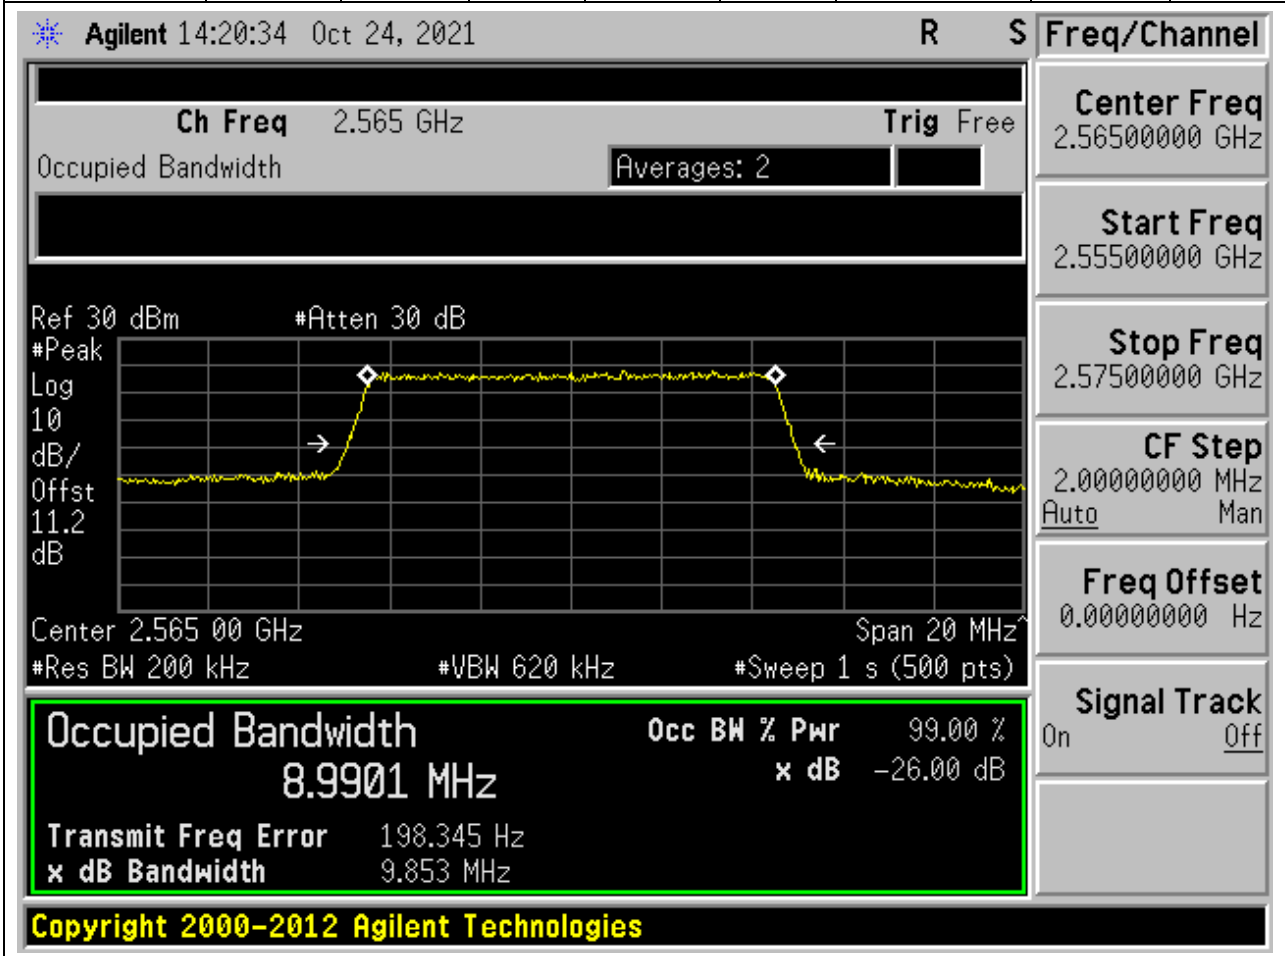 Agilent 14:20:34 Oct 24, 2021 R S
Freq/Channel
Ch Freq 2.565 GHz Trig Free
Occupied Bandwidth Averages: 2
Ref 30 dBm #Atten 30 dB
#Peak
Log
10
dB/
Offst
11.2
dB
Center 2.565 00 GHz Span 20 MHz^
#Res BW 200 kHz #VBW 620 kHz #Sweep 1 s (500 pts)
Occupied Bandwidth Occ BW % Pwr 99.00 %
8.9901 MHz x dB -26.00 dB
Transmit Freq Error 198.345 Hz
x dB Bandwidth 9.853 MHz
Copyright 2000-2012 Agilent Technologies
Center Freq
2.56500000 GHz
Start Freq
2.55500000 GHz
Stop Freq
2.57500000 GHz
CF Step
2.00000000 MHz
Auto Man
Freq Offset
0.00000000 Hz
Signal Track
On Off